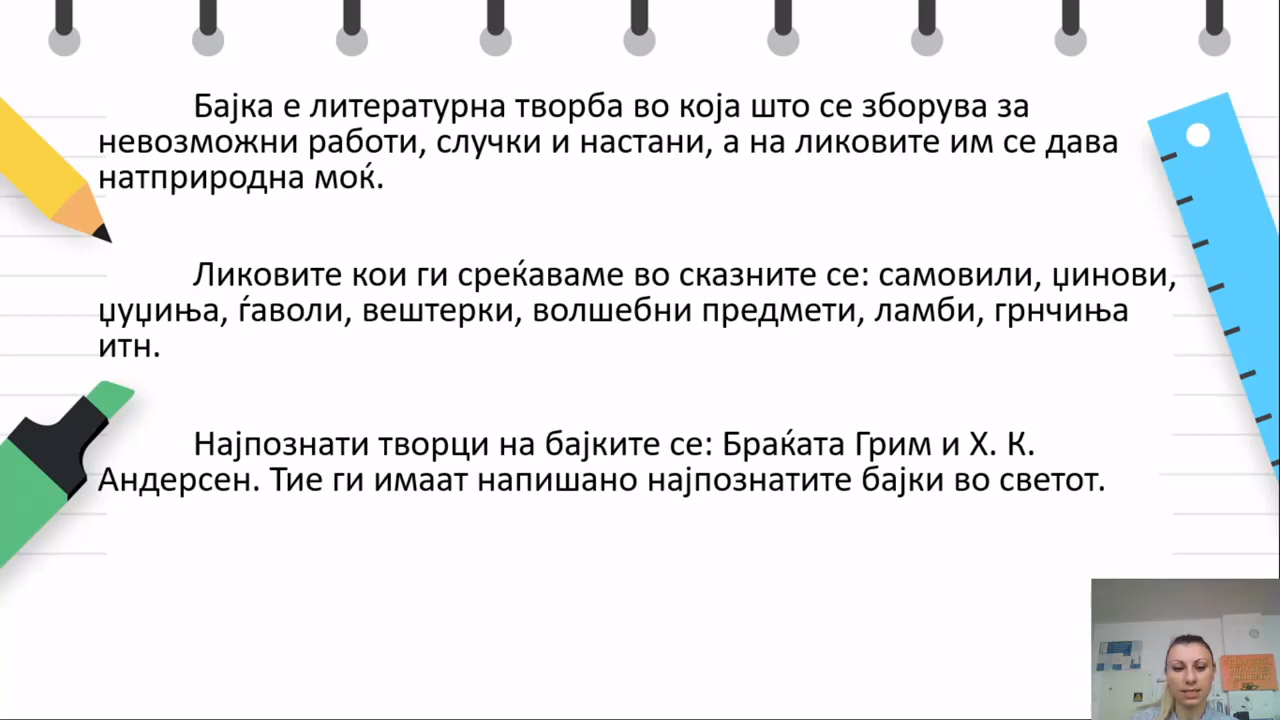 Бајка е литературна творба во која што се зборува за
невозможни работи, случки и настани, а на ликовите им се дава
натприродна моќ.
Ликовите кои ги среќаваме во сказните се: самовили, џинови,
џуџиња, ѓаволи, вештерки, волшебни предмети, ламби, грнчиња
итн.
Најпознати творци на бајките се: Браќата Грим и Х. К.
Андерсен. Тие ги имаат напишано најпознатите бајки во светот.